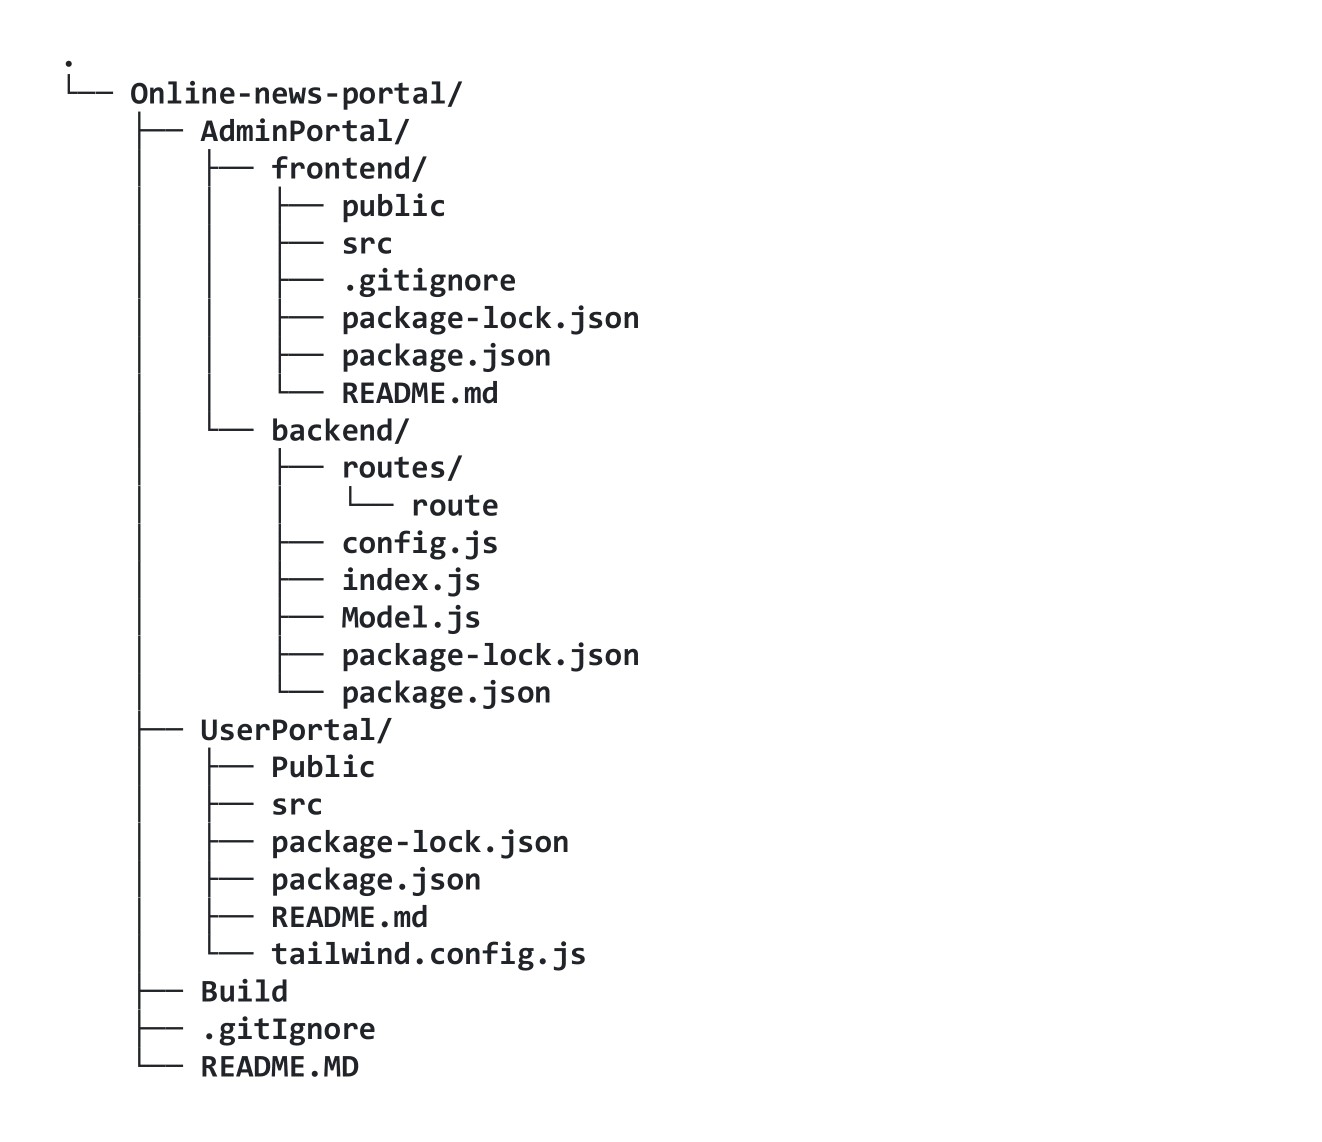 .
└── Online-news-portal/
    ├── AdminPortal/
    │   ├── frontend/
    │   │   ├── public
    │   │   ├── src
    │   │   ├── .gitignore
    │   │   ├── package-lock.json
    │   │   ├── package.json
    │   │   └── README.md
    │   └── backend/
    │       ├── routes/
    │       │   └── route
    │       ├── config.js
    │       ├── index.js
    │       ├── Model.js
    │       ├── package-lock.json
    │       └── package.json
    ├── UserPortal/
    │   ├── Public
    │   ├── src
    │   ├── package-lock.json
    │   ├── package.json
    │   ├── README.md
    │   └── tailwind.config.js
    ├── Build
    ├── .gitIgnore
    └── README.MD